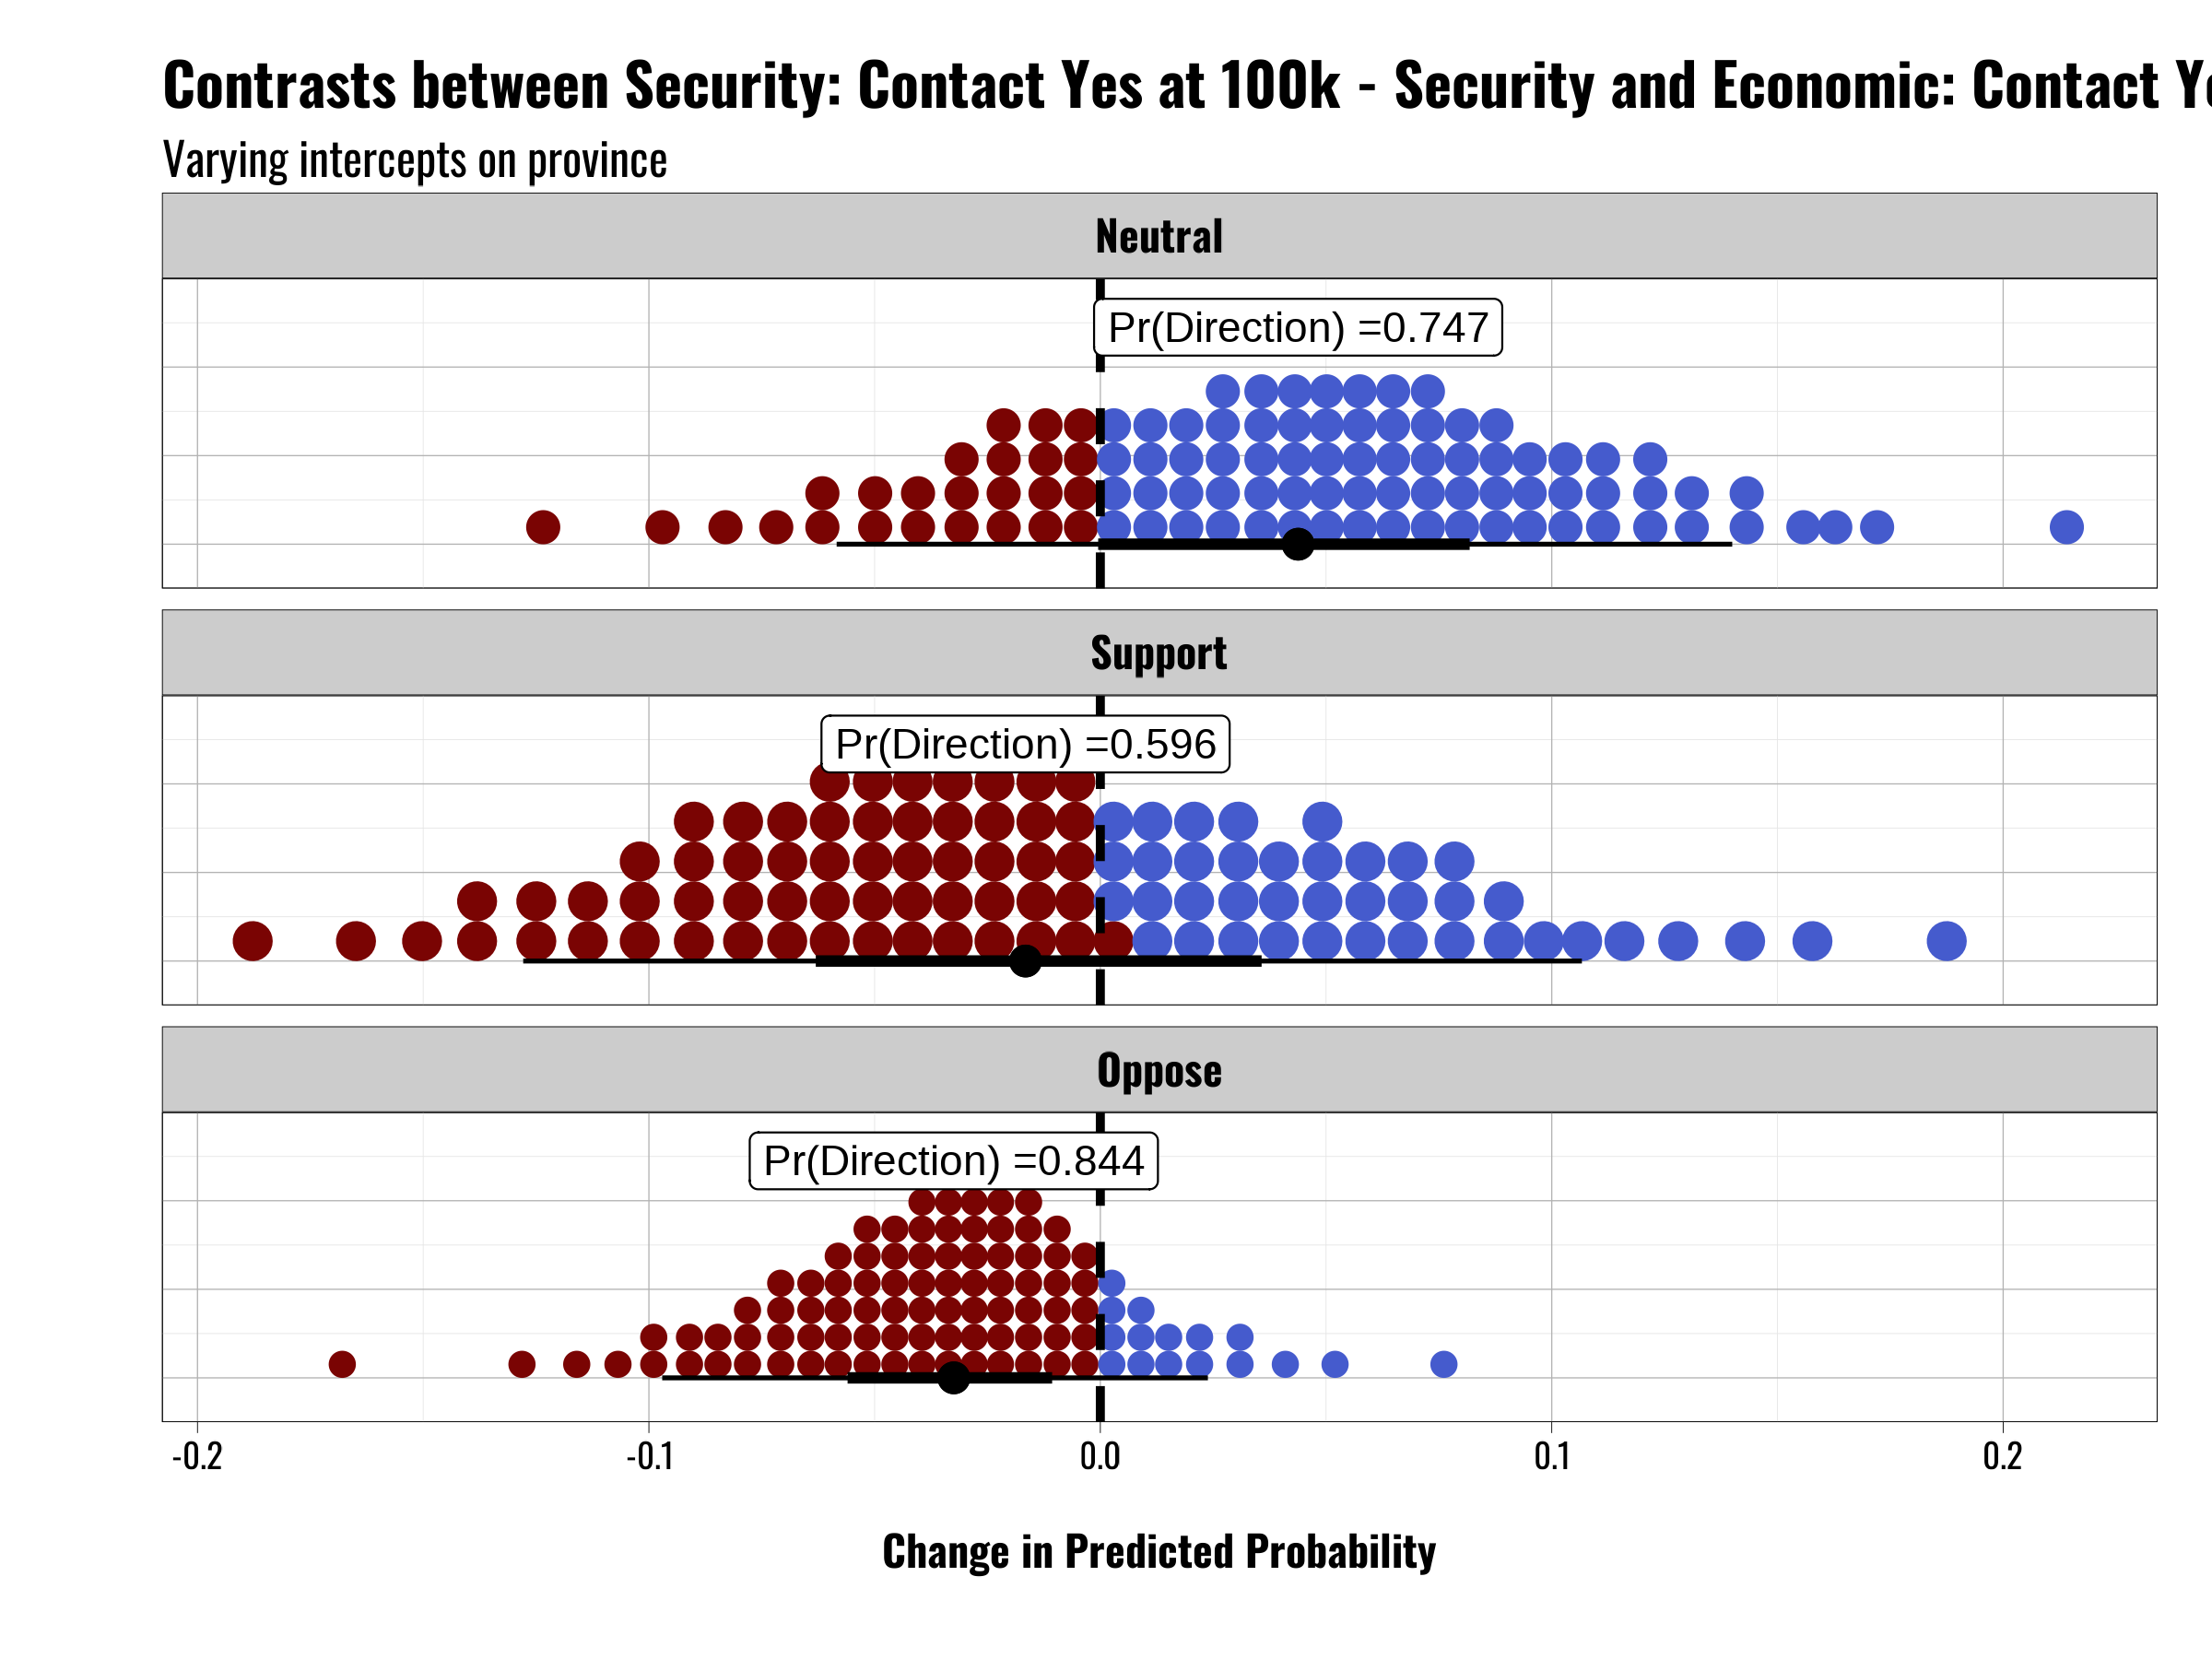 Contrasts between Security: Contact Yes at 100k - Security and Economic: Contact
Varying intercepts on province
Neutral
Pr(Direction) =0.747
Support
Pr(Direction) =0.596
Oppose
Pr(Direction) =0.844
-0.2 -0.1 0.0 0.1 0.2
Change in Predicted Probability